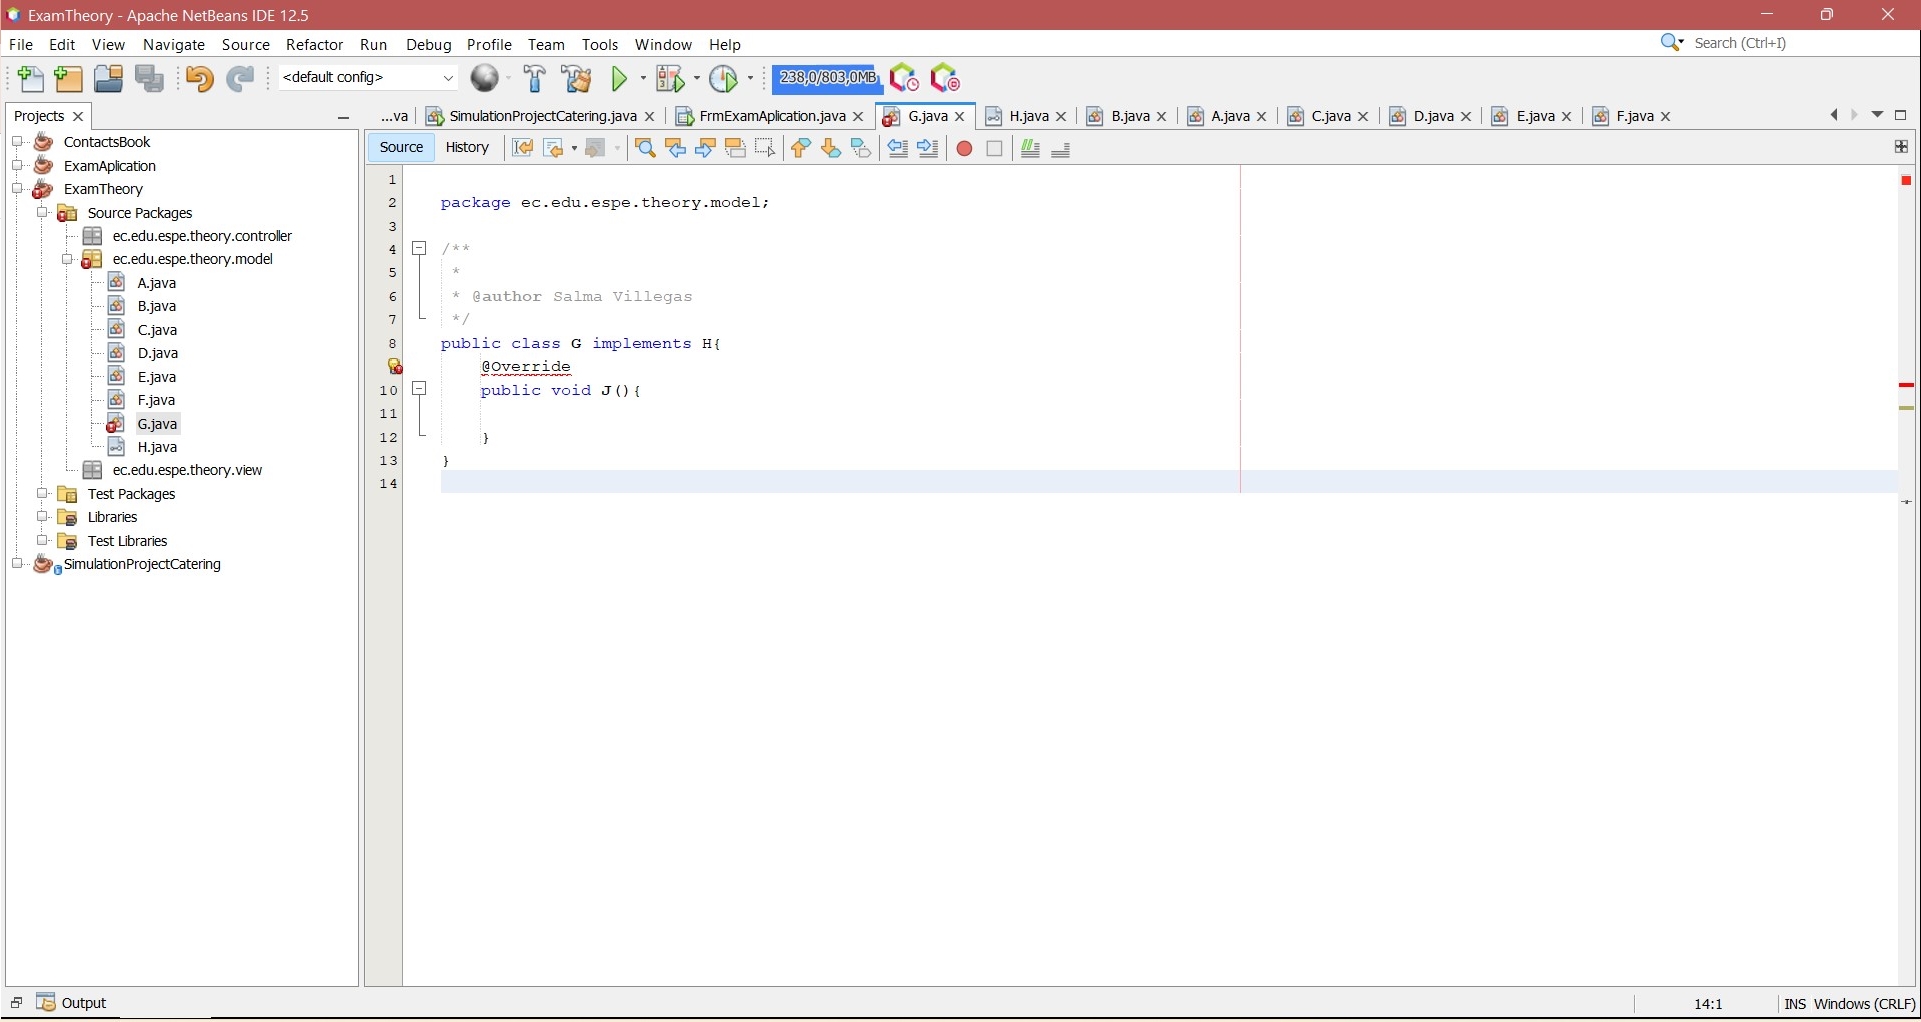 ExamTheory - Apache NetBeans IDE 12.5
File Edit View Navigate Source Refactor Run Debug Profile Team Tools Window Help
Search (Ctrl+I)
<default config>
238,0/803,0MB
Projects
...va SimulationProjectCatering.java FrmExamAplication.java G.java H.java B.java A.java C.java D.java E.java F.java
Source History
ContactsBook
ExamAplication
ExamTheory
Source Packages
ec.edu.espe.theory.controller
ec.edu.espe.theory.model
A.java
B.java
C.java
D.java
E.java
F.java
G.java
H.java
ec.edu.espe.theory.view
Test Packages
Libraries
Test Libraries
SimulationProjectCatering
1
2 package ec.edu.espe.theory.model;
3
4 /**
5 *
6 * @author Salma Villegas
7 */
8 public class G implements H{
@Override
10 public void J(){
11
12 }
13 }
14
Output
14:1 INS Windows (CRLF)